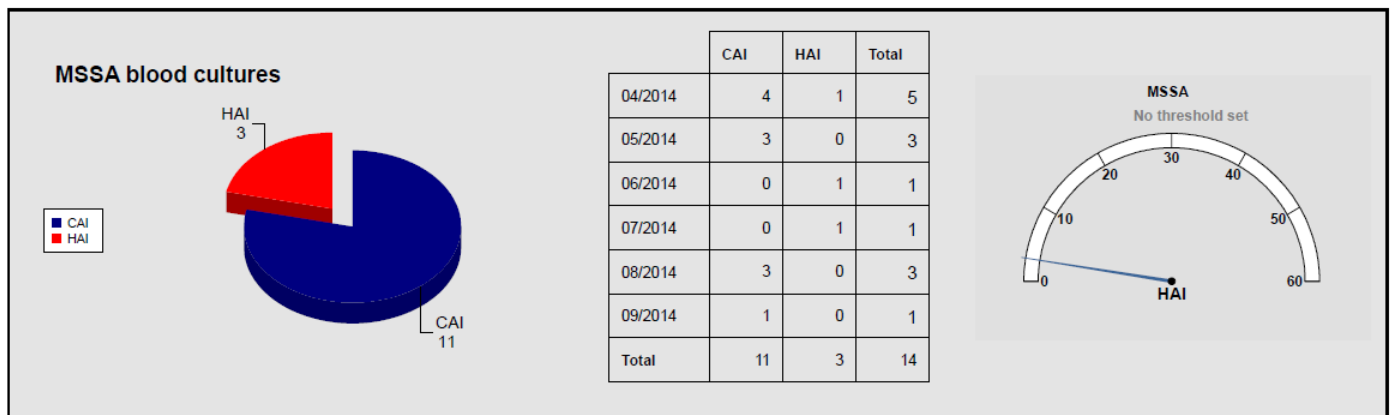 MSSA blood cultures
HAI
3
CAI
HAI
CAI
11
CAI HAI Total
04/2014 4 1 5
05/2014 3 0 3
06/2014 0 1 1
07/2014 0 1 1
08/2014 3 0 3
09/2014 1 0 1
Total 11 3 14
MSSA
No threshold set
0 10 20 30 40 50 60
HAI